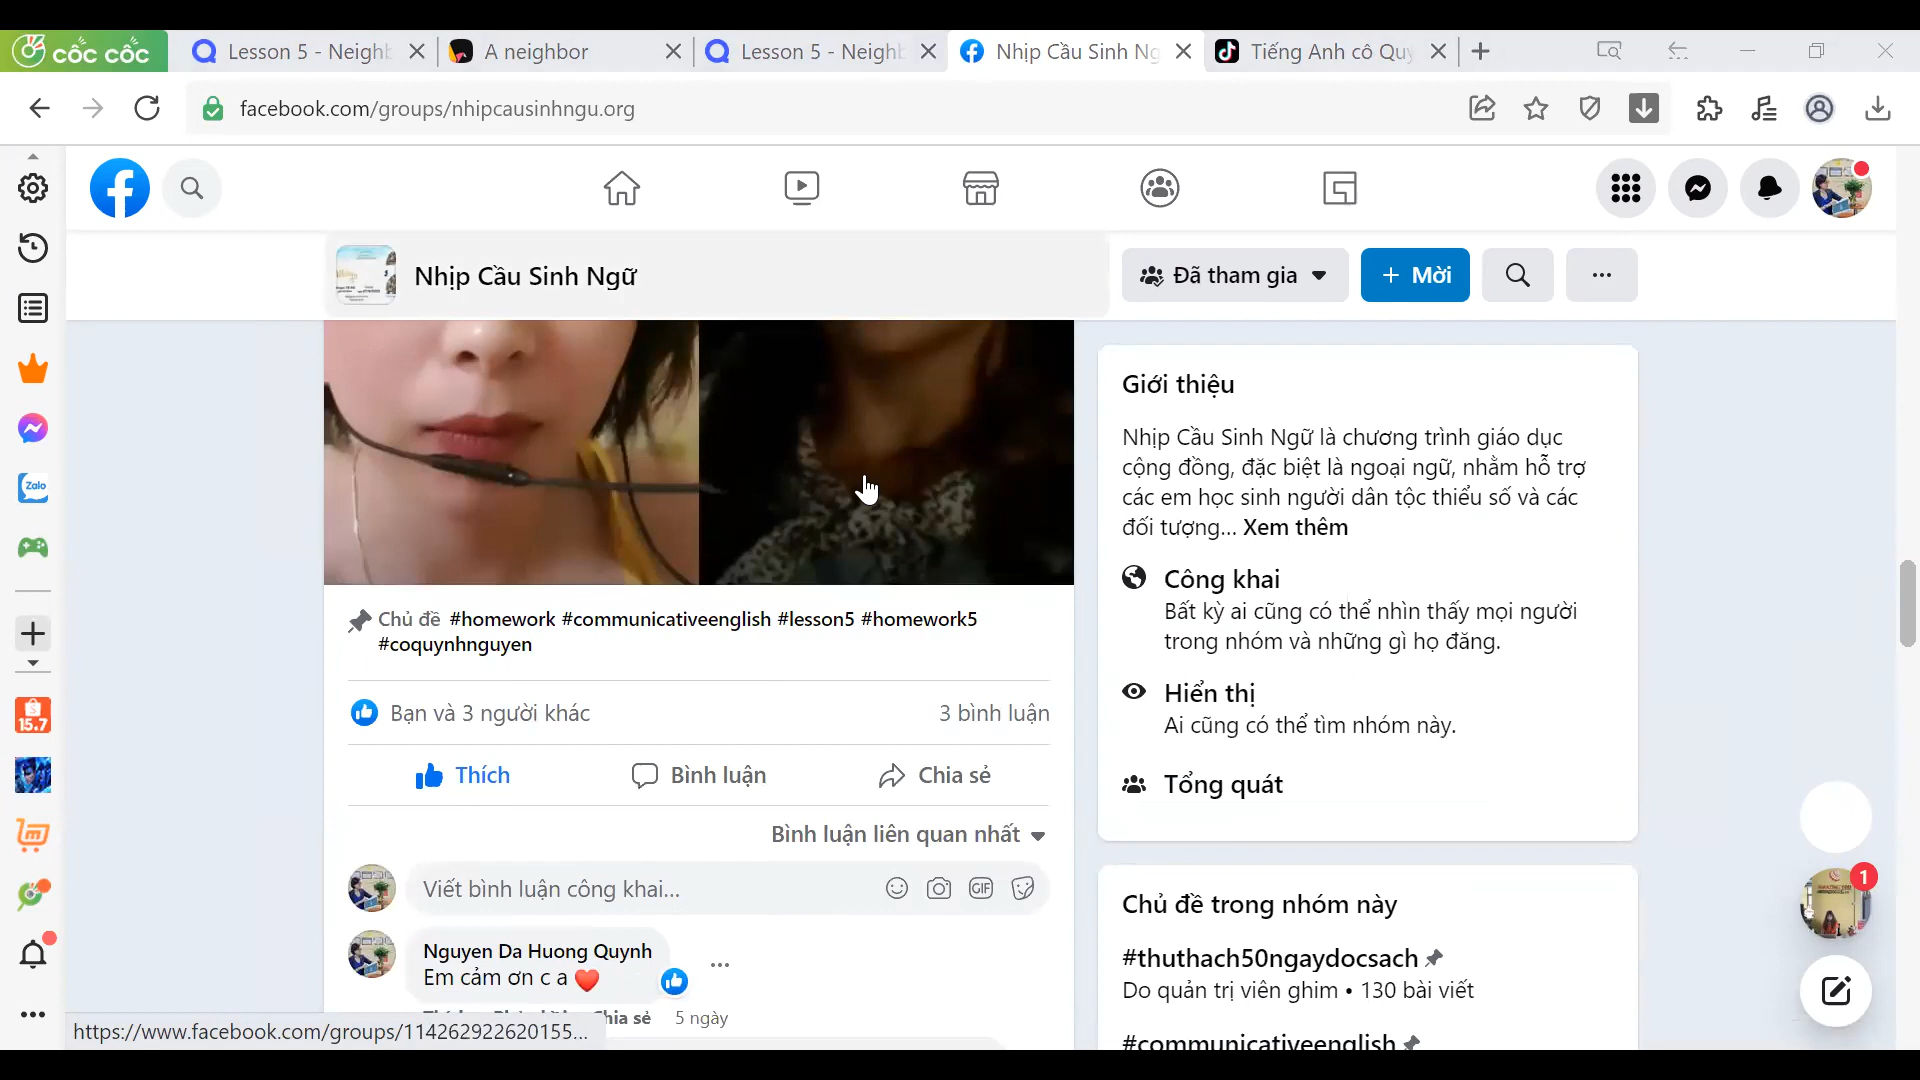 cốc cốc
Lesson 5 - Neighb
A neighbor
Lesson 5 - Neighb
Nhịp Cầu Sinh Ng
Tiếng Anh cô Quy
facebook.com/groups/nhipcausinhngu.org
Nhịp Cầu Sinh Ngữ
Đã tham gia
+ Mời
Zalo
15.7
Chủ đề #homework #communicativeenglish #lesson5 #homework5
#coquynhnguyen
Bạn và 3 người khác
3 bình luận
Thích
Bình luận
Chia sẻ
Bình luận liên quan nhất
Viết bình luận công khai...
GIF
Nguyen Da Huong Quynh
Em cảm ơn c a
Chia sẻ
5 ngày
https://www.facebook.com/groups/114262922620155...
Giới thiệu
Nhịp Cầu Sinh Ngữ là chương trình giáo dục
cộng đồng, đặc biệt là ngoại ngữ, nhằm hỗ trợ
các em học sinh người dân tộc thiểu số và các
đối tượng... Xem thêm
Công khai
Bất kỳ ai cũng có thể nhìn thấy mọi người
trong nhóm và những gì họ đăng.
Hiển thị
Ai cũng có thể tìm nhóm này.
Tổng quát
Chủ đề trong nhóm này
#thuthach50ngaydocsach
Do quản trị viên ghim • 130 bài viết
#communicativeenglish
1